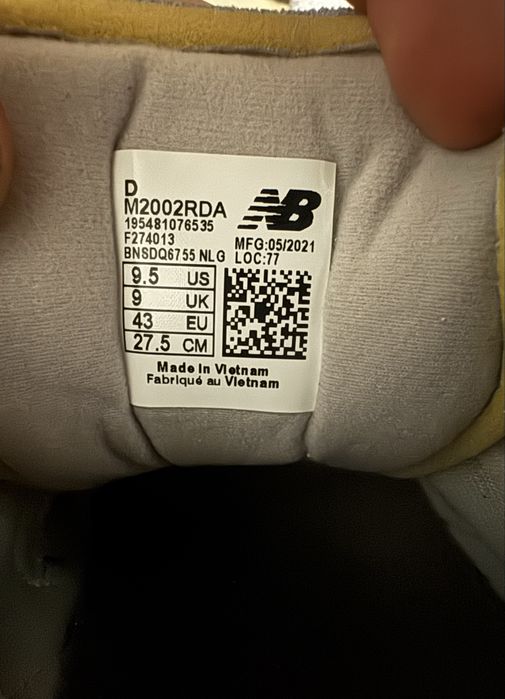 D
M2002RDA
195481076535
F274013
BNSDQ6755 NLG
NB
MFG:05/2021
LOC:77
9.5 US
9 UK
43 EU
27.5 CM
Made in Vietnam
Fabriqué au Vietnam